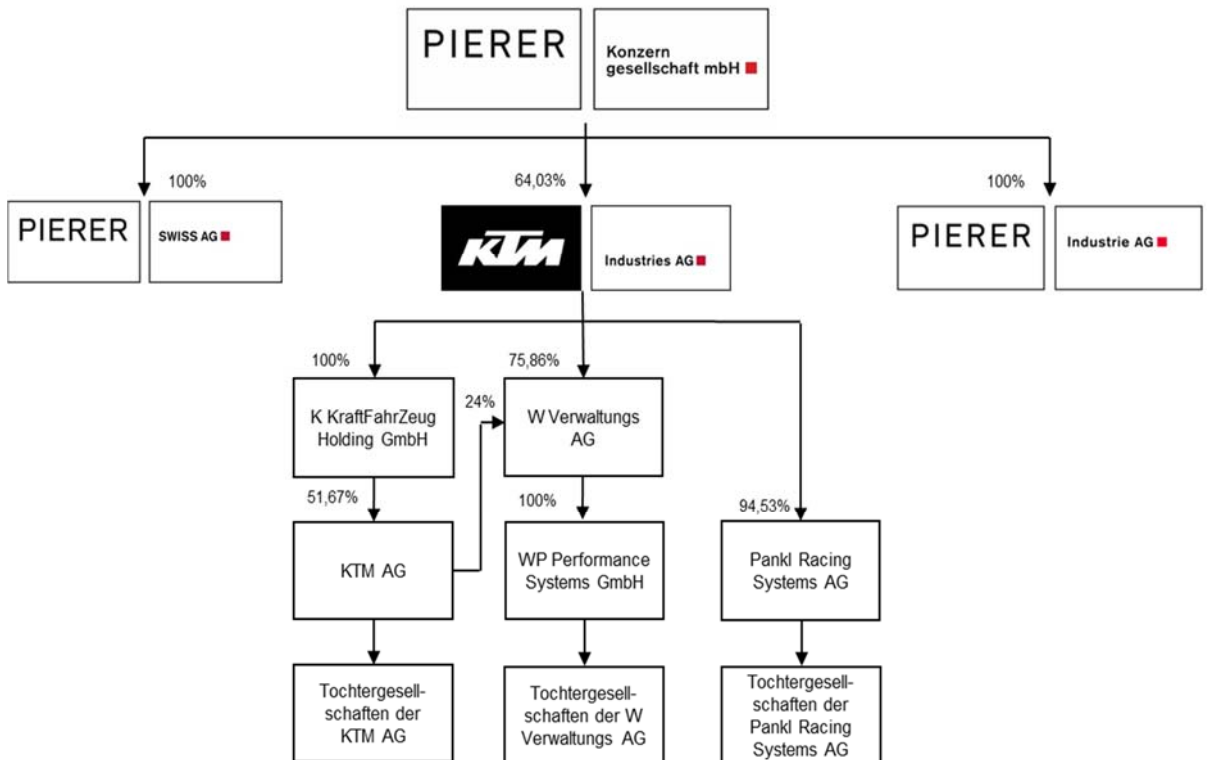 PIERER
Konzern
gesellschaft mbH
100%
64,03%
100%
PIERER
SWISS AG
KTM
Industries AG
PIERER
Industrie AG
100%
75,86%
K KraftFahrZeug
Holding GmbH
24%
W Verwaltungs
AG
51,67%
100%
94,53%
KTM AG
WP Performance
Systems GmbH
Pankl Racing
Systems AG
Tochtergesell-
schaften der
KTM AG
Tochtergesell-
schaften der W
Verwaltungs AG
Tochtergesell-
schaften der
Pankl Racing
Systems AG